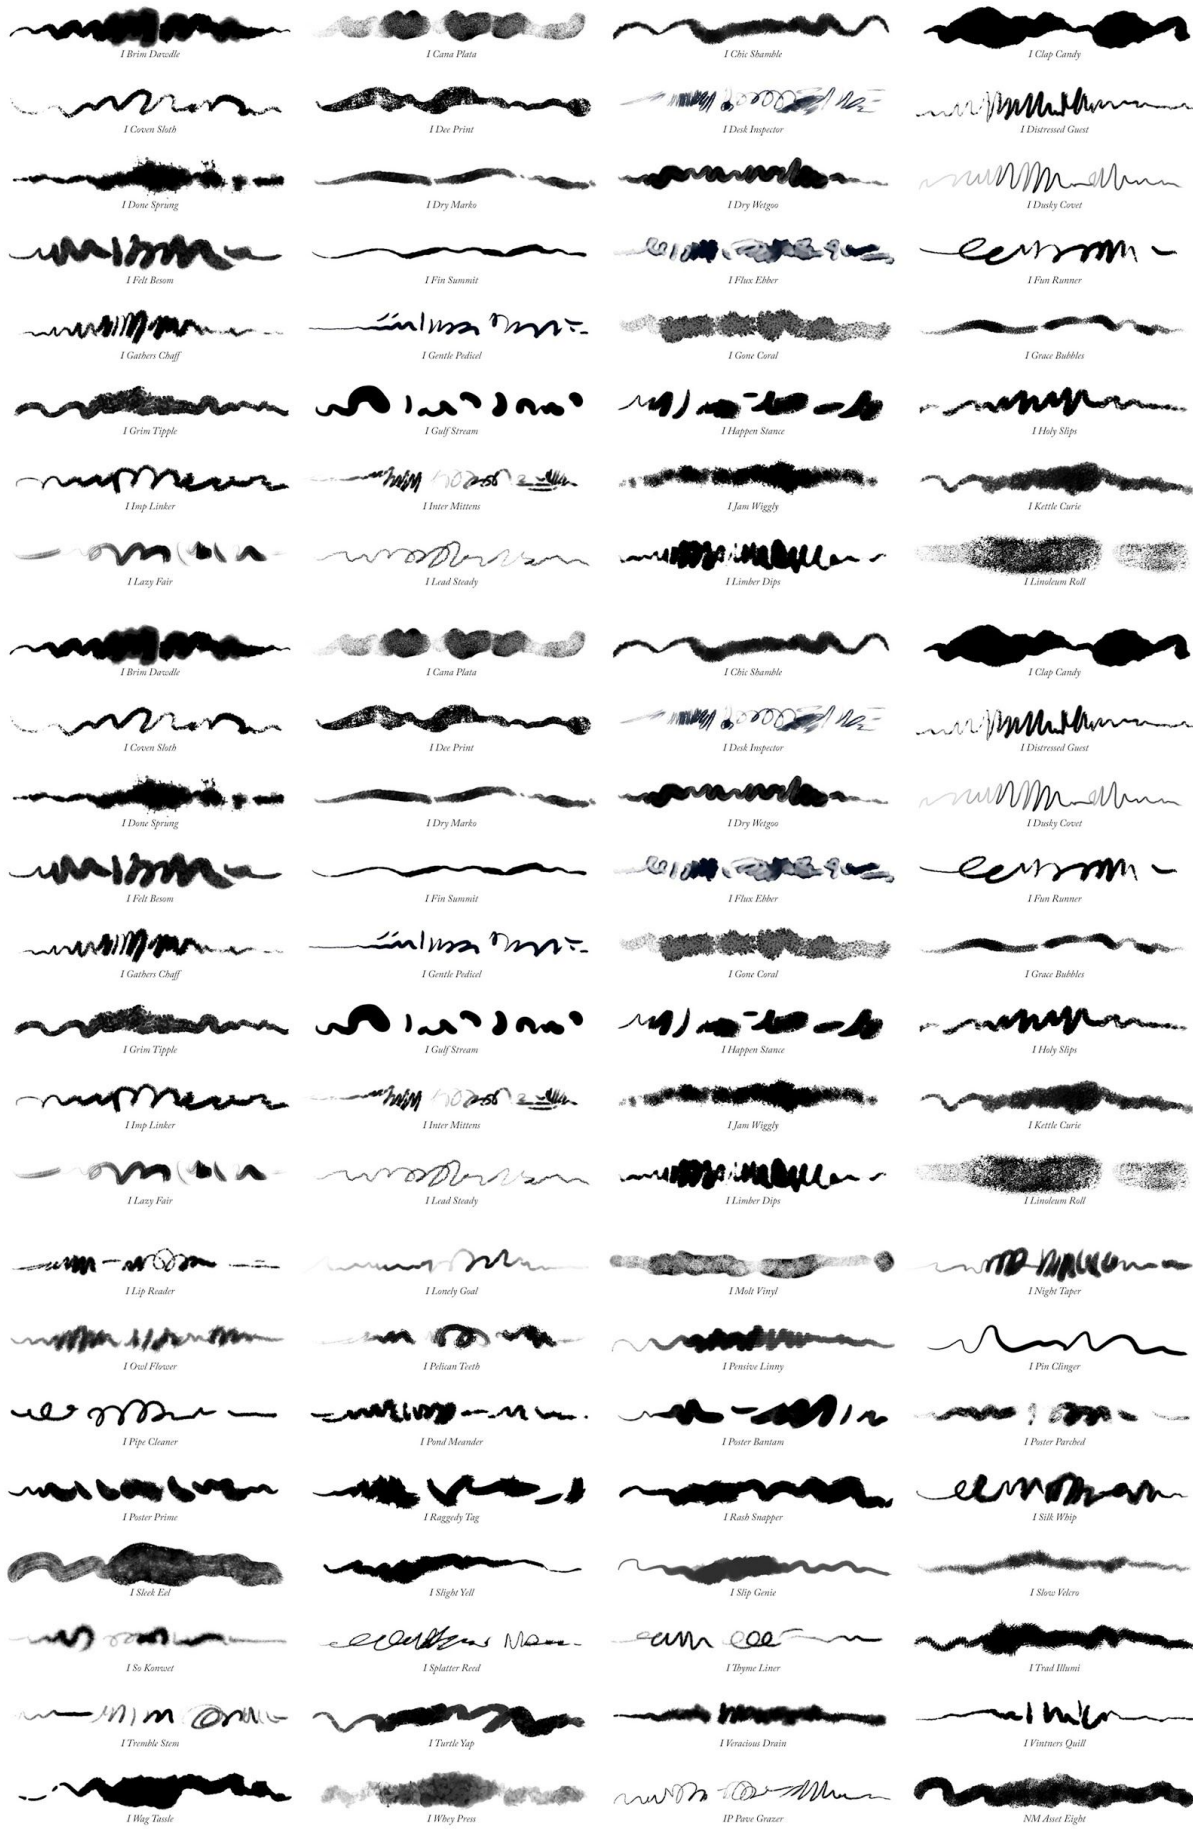 I Brim Dawdle I Cana Plata I Chic Shamble I Clap Candy
I Coven Sloth I Dee Print I Desk Inspector I Distressed Guest
I Done Sprung I Dry Marko I Dry Wetgoo I Dusky Covet
I Felt Besom I Fin Summit I Flux Ebber I Fun Runner
I Gathers Chaff I Gentle Pedicel I Gone Coral I Grace Bubbles
I Grim Tipple I Gulf Stream I Happen Stance I Holy Slips
I Imp Linker I Inter Mittens I Jam Wiggly I Kettle Curie
I Lazy Fair I Lead Steady I Limber Dips I Linoleum Roll
I Brim Dawdle I Cana Plata I Chic Shamble I Clap Candy
I Coven Sloth I Dee Print I Desk Inspector I Distressed Guest
I Done Sprung I Dry Marko I Dry Wetgoo I Dusky Covet
I Felt Besom I Fin Summit I Flux Ebber I Fun Runner
I Gathers Chaff I Gentle Pedicel I Gone Coral I Grace Bubbles
I Grim Tipple I Gulf Stream I Happen Stance I Holy Slips
I Imp Linker I Inter Mittens I Jam Wiggly I Kettle Curie
I Lazy Fair I Lead Steady I Limber Dips I Linoleum Roll
I Lip Reader I Lonely Goal I Molt Vinyl I Night Taper
I Owl Flower I Pelican Teeth I Pensive Linny I Pin Clinger
I Pipe Cleaner I Pond Meander I Poster Bantam I Poster Parched
I Poster Prime I Raggedy Tag I Rash Snapper I Silk Whip
I Sleek Eel I Slight Yell I Slip Genie I Slow Velcro
I So Konwet I Splatter Reed I Thyme Liner I Trad Illumi
I Tremble Stem I Turtle Yap I Veracious Drain I Vintners Quill
I Wag Tassle I Whey Press IP Pave Grazer NM Asset Eight